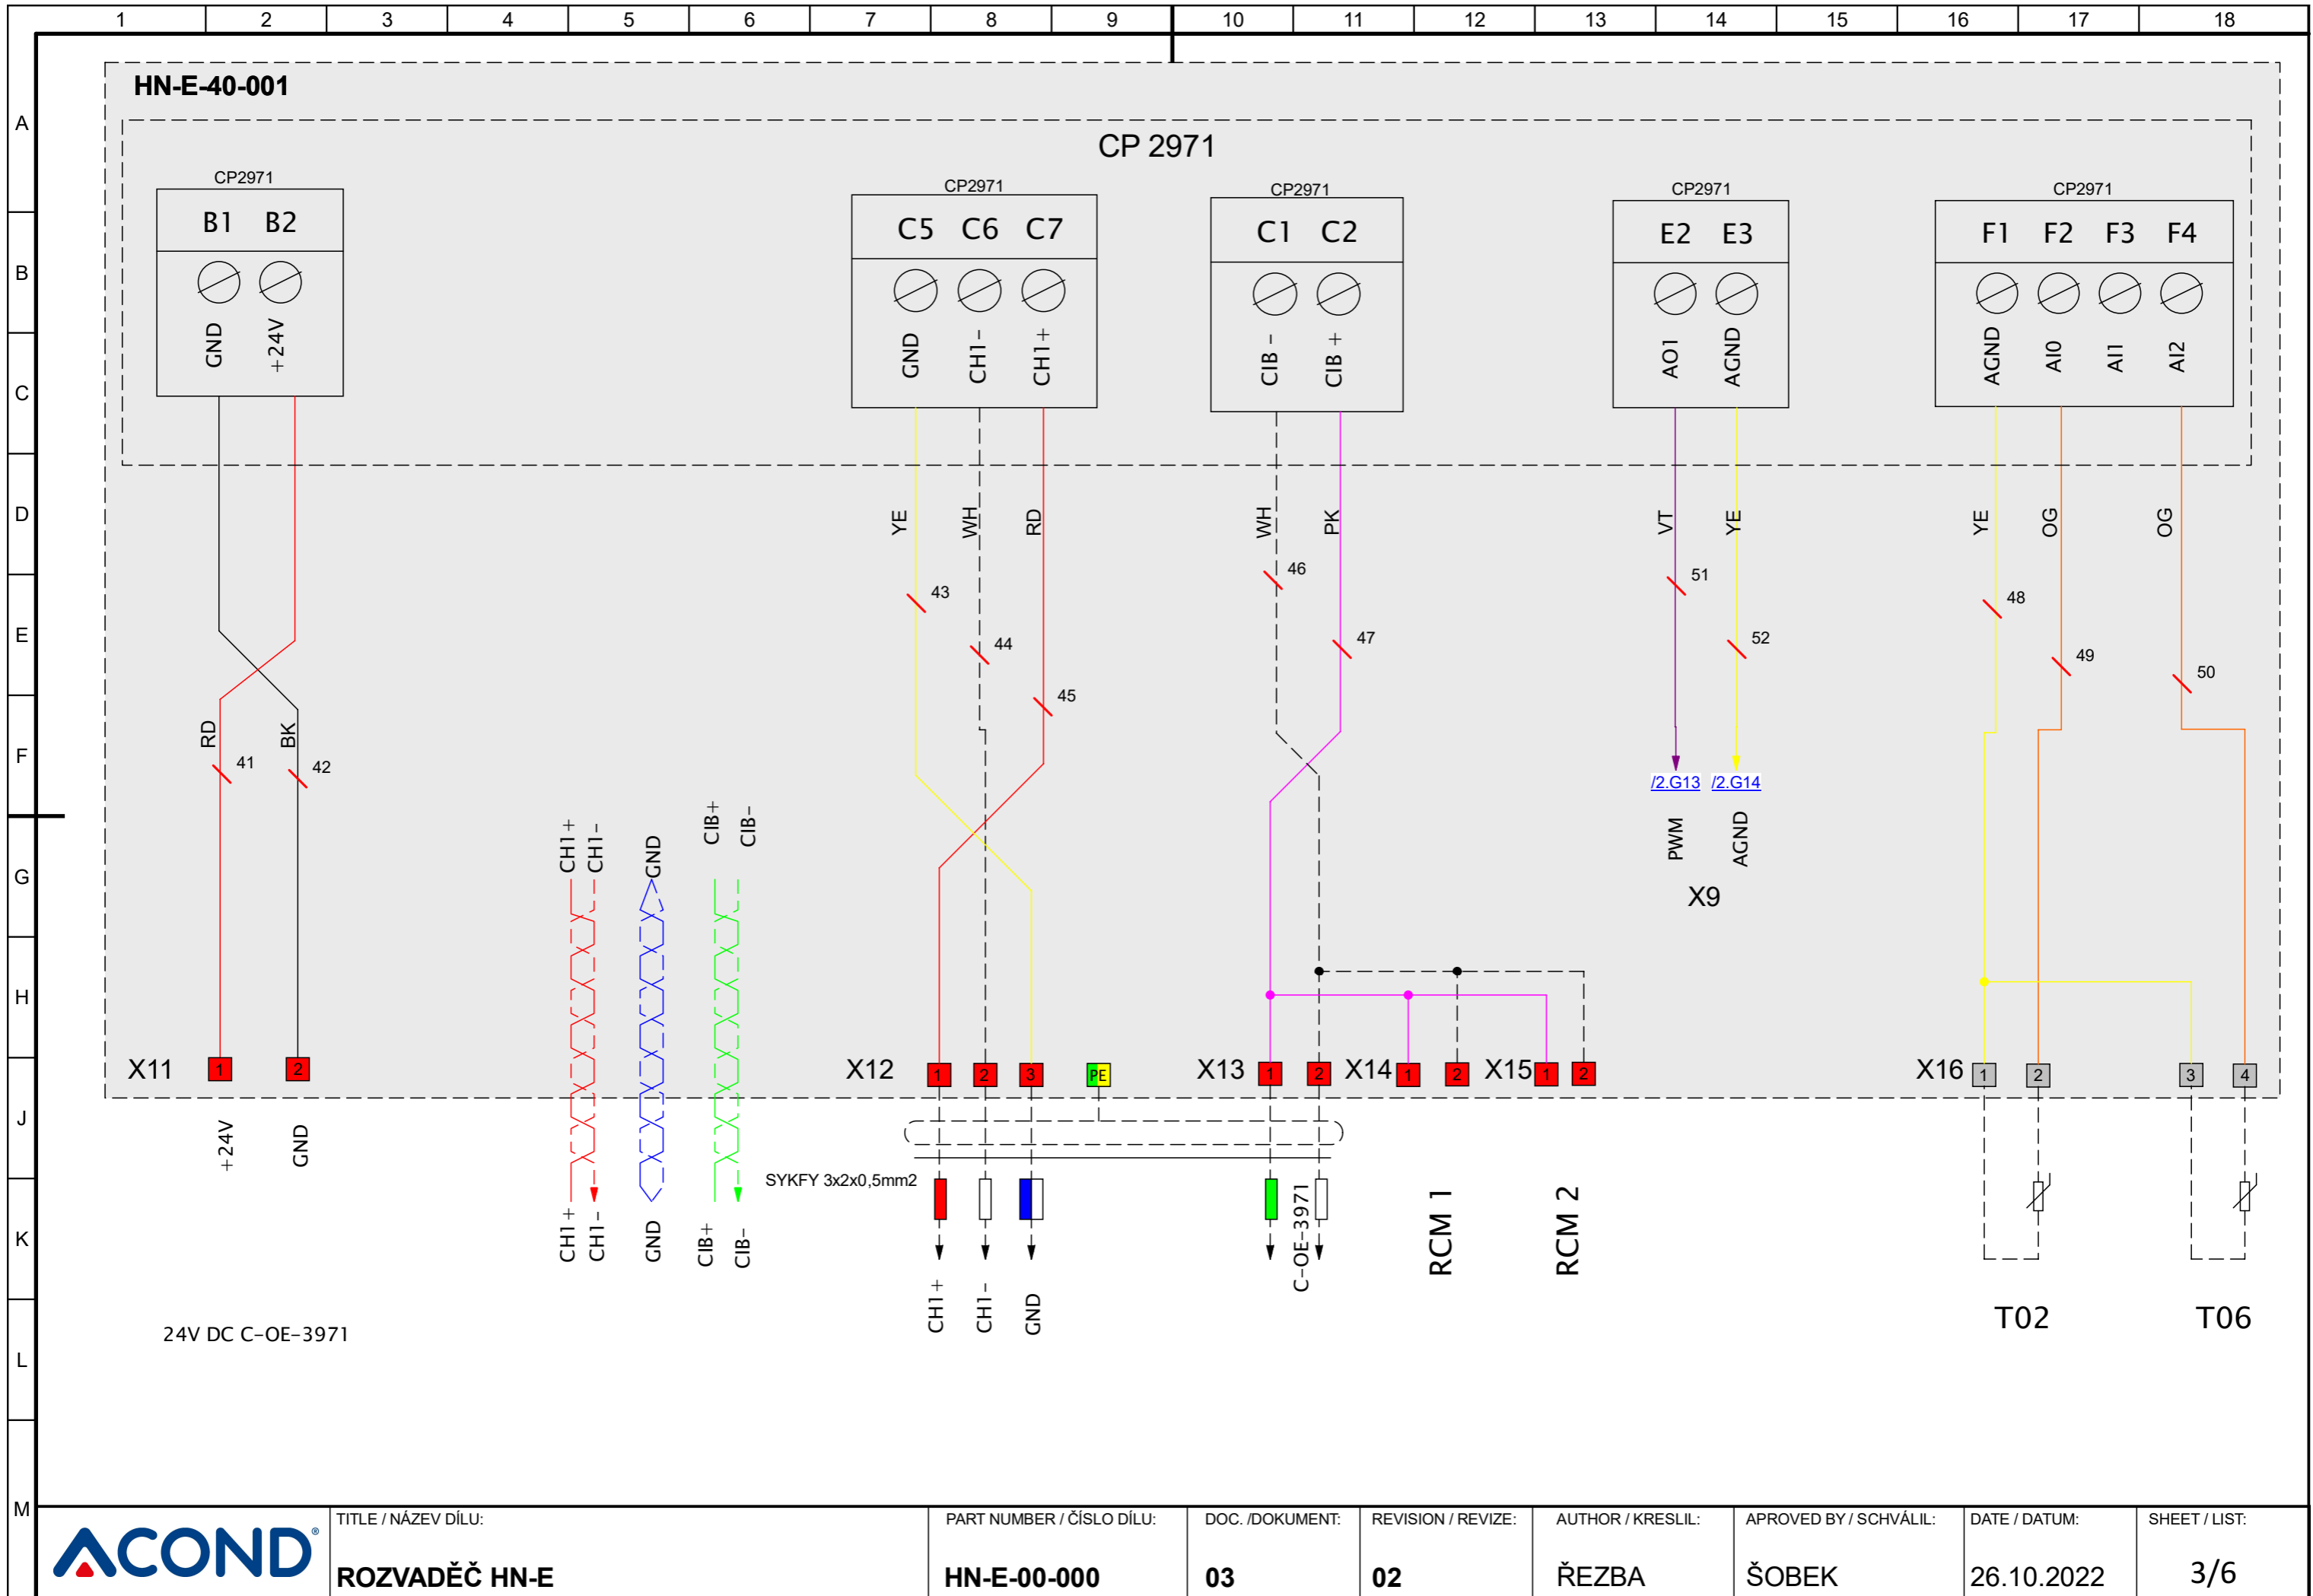 1 2 3 4 5 6 7 8 9 10 11 12 13 14 15 16 17 18
A
B
C
D
E
F
G
H
J
K
L
M
HN-E-40-001
CP 2971
CP2971
B1 B2
GND +24V
CP2971
C5 C6 C7
GND CH1- CH1+
CP2971
C1 C2
CIB - CIB +
CP2971
E2 E3
AO1 AGND
CP2971
F1 F2 F3 F4
AGND AI0 AI1 AI2
YE WH RD WH PK VT YE YE OG OG
43 44 45
46 47
51 52
48 49 50
RD BK
41 42
/2.G13 /2.G14
PWM AGND
X9
CH1+ CH1- GND CIB+ CIB-
X11 1 2
X12 1 2 3 PE
X13 1 2
X14 1 2
X15 1 2
X16 1 2 3 4
+24V GND
SYKFY 3x2x0,5mm2
CH1+ CH1- GND CIB+ CIB-
CH1+ CH1- GND
C-OE-3971
RCM 1
RCM 2
T02
T06
24V DC C-OE-3971
ACOND®
TITLE / NÁZEV DÍLU:
ROZVADĚČ HN-E
PART NUMBER / ČÍSLO DÍLU:
HN-E-00-000
DOC. /DOKUMENT:
03
REVISION / REVIZE:
02
AUTHOR / KRESLIL:
ŘEZBA
APROVED BY / SCHVÁLIL:
ŠOBEK
DATE / DATUM:
26.10.2022
SHEET / LIST:
3/6